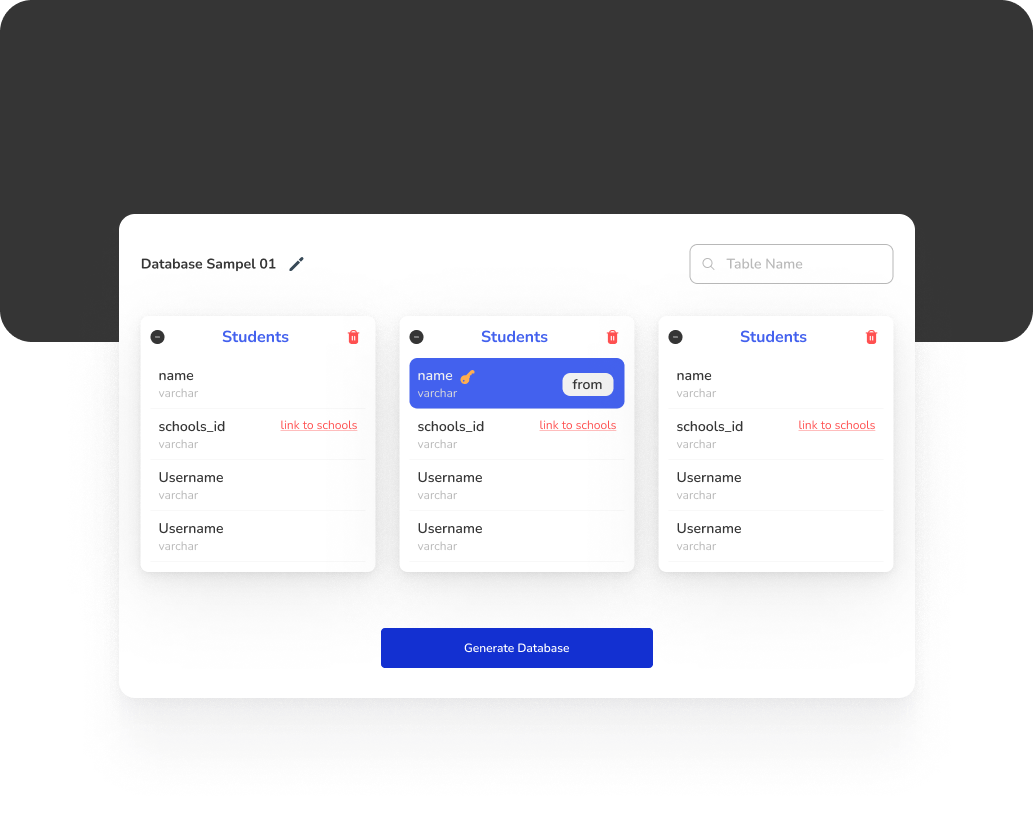 Database Sampel 01
Table Name
Students
name
varchar
schools_id
link to schools
varchar
Username
varchar
Username
varchar
Students
name
from
varchar
schools_id
link to schools
varchar
Username
varchar
Username
varchar
Students
name
varchar
schools_id
link to schools
varchar
Username
varchar
Username
varchar
Generate Database